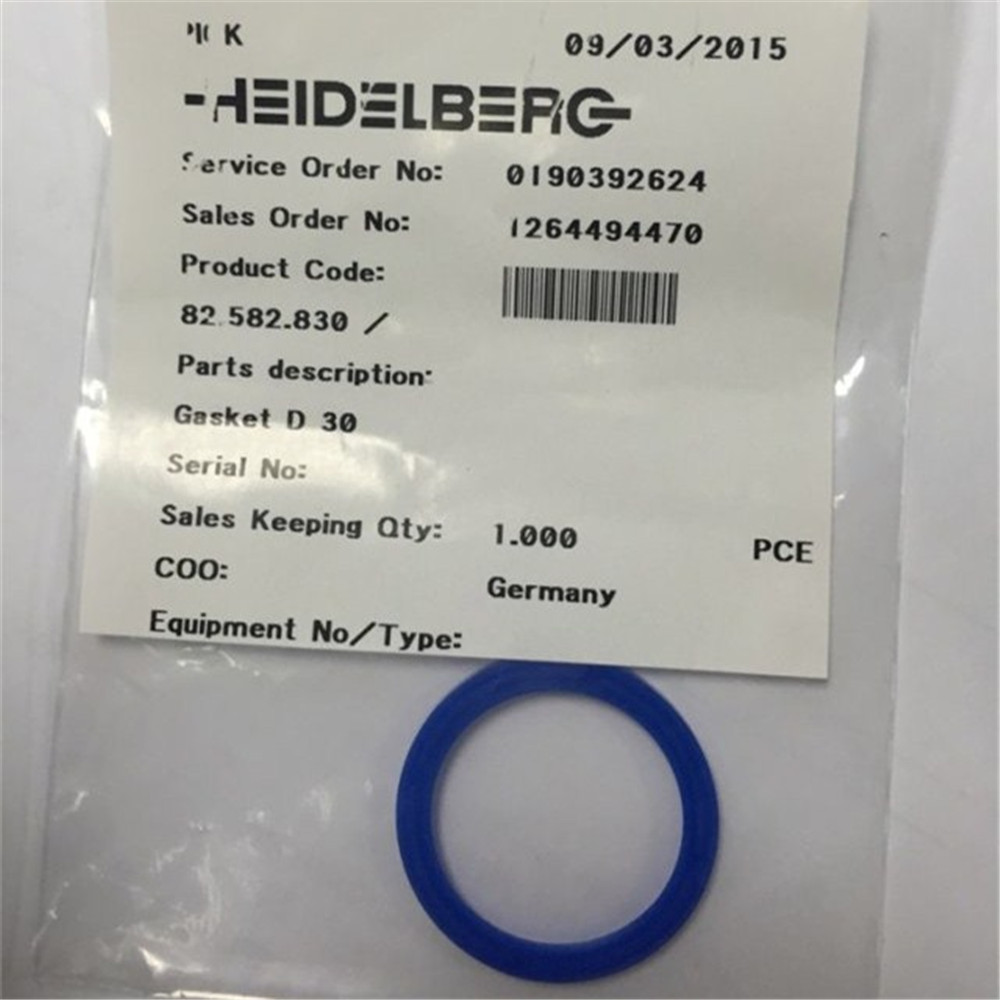 K 09/03/2015
HEIDELBERG
Service Order No: 0190392624
Sales Order No: 1264494470
Product Code:
82.582.830 /
Parts description:
Gasket D 30
Serial No:
Sales Keeping Qty: 1.000 PCE
COO: Germany
Equipment No/Type: